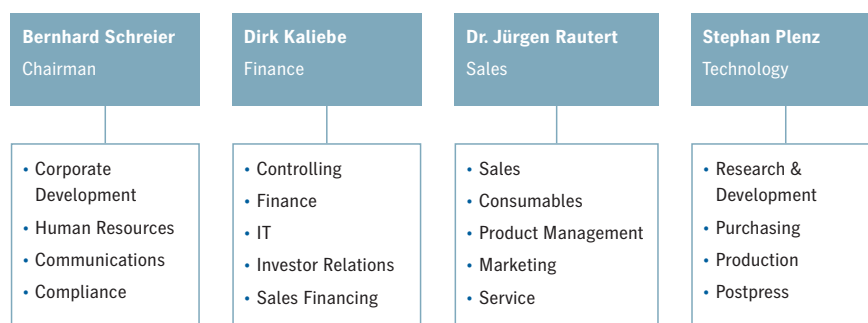 Bernhard Schreier
Chairman
• Corporate
Development
• Human Resources
• Communications
• Compliance
Dirk Kaliebe
Finance
• Controlling
• Finance
• IT
• Investor Relations
• Sales Financing
Dr. Jürgen Rautert
Sales
• Sales
• Consumables
• Product Management
• Marketing
• Service
Stephan Plenz
Technology
• Research &
Development
• Purchasing
• Production
• Postpress